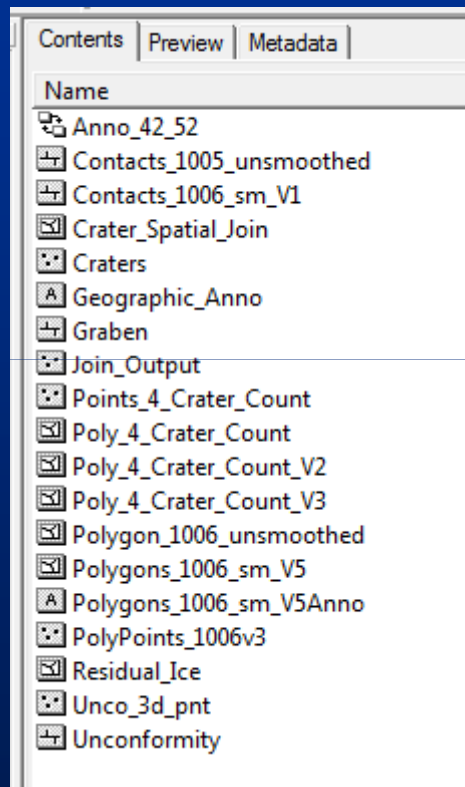 Contents Preview Metadata
Name
Anno_42_52
Contacts_1005_unsmoothed
Contacts_1006_sm_V1
Crater_Spatial_Join
Craters
A Geographic_Anno
Graben
Join_Output
Points_4_Crater_Count
Poly_4_Crater_Count
Poly_4_Crater_Count_V2
Poly_4_Crater_Count_V3
Polygon_1006_unsmoothed
Polygons_1006_sm_V5
A Polygons_1006_sm_V5Anno
PolyPoints_1006v3
Residual_Ice
Unco_3d_pnt
Unconformity